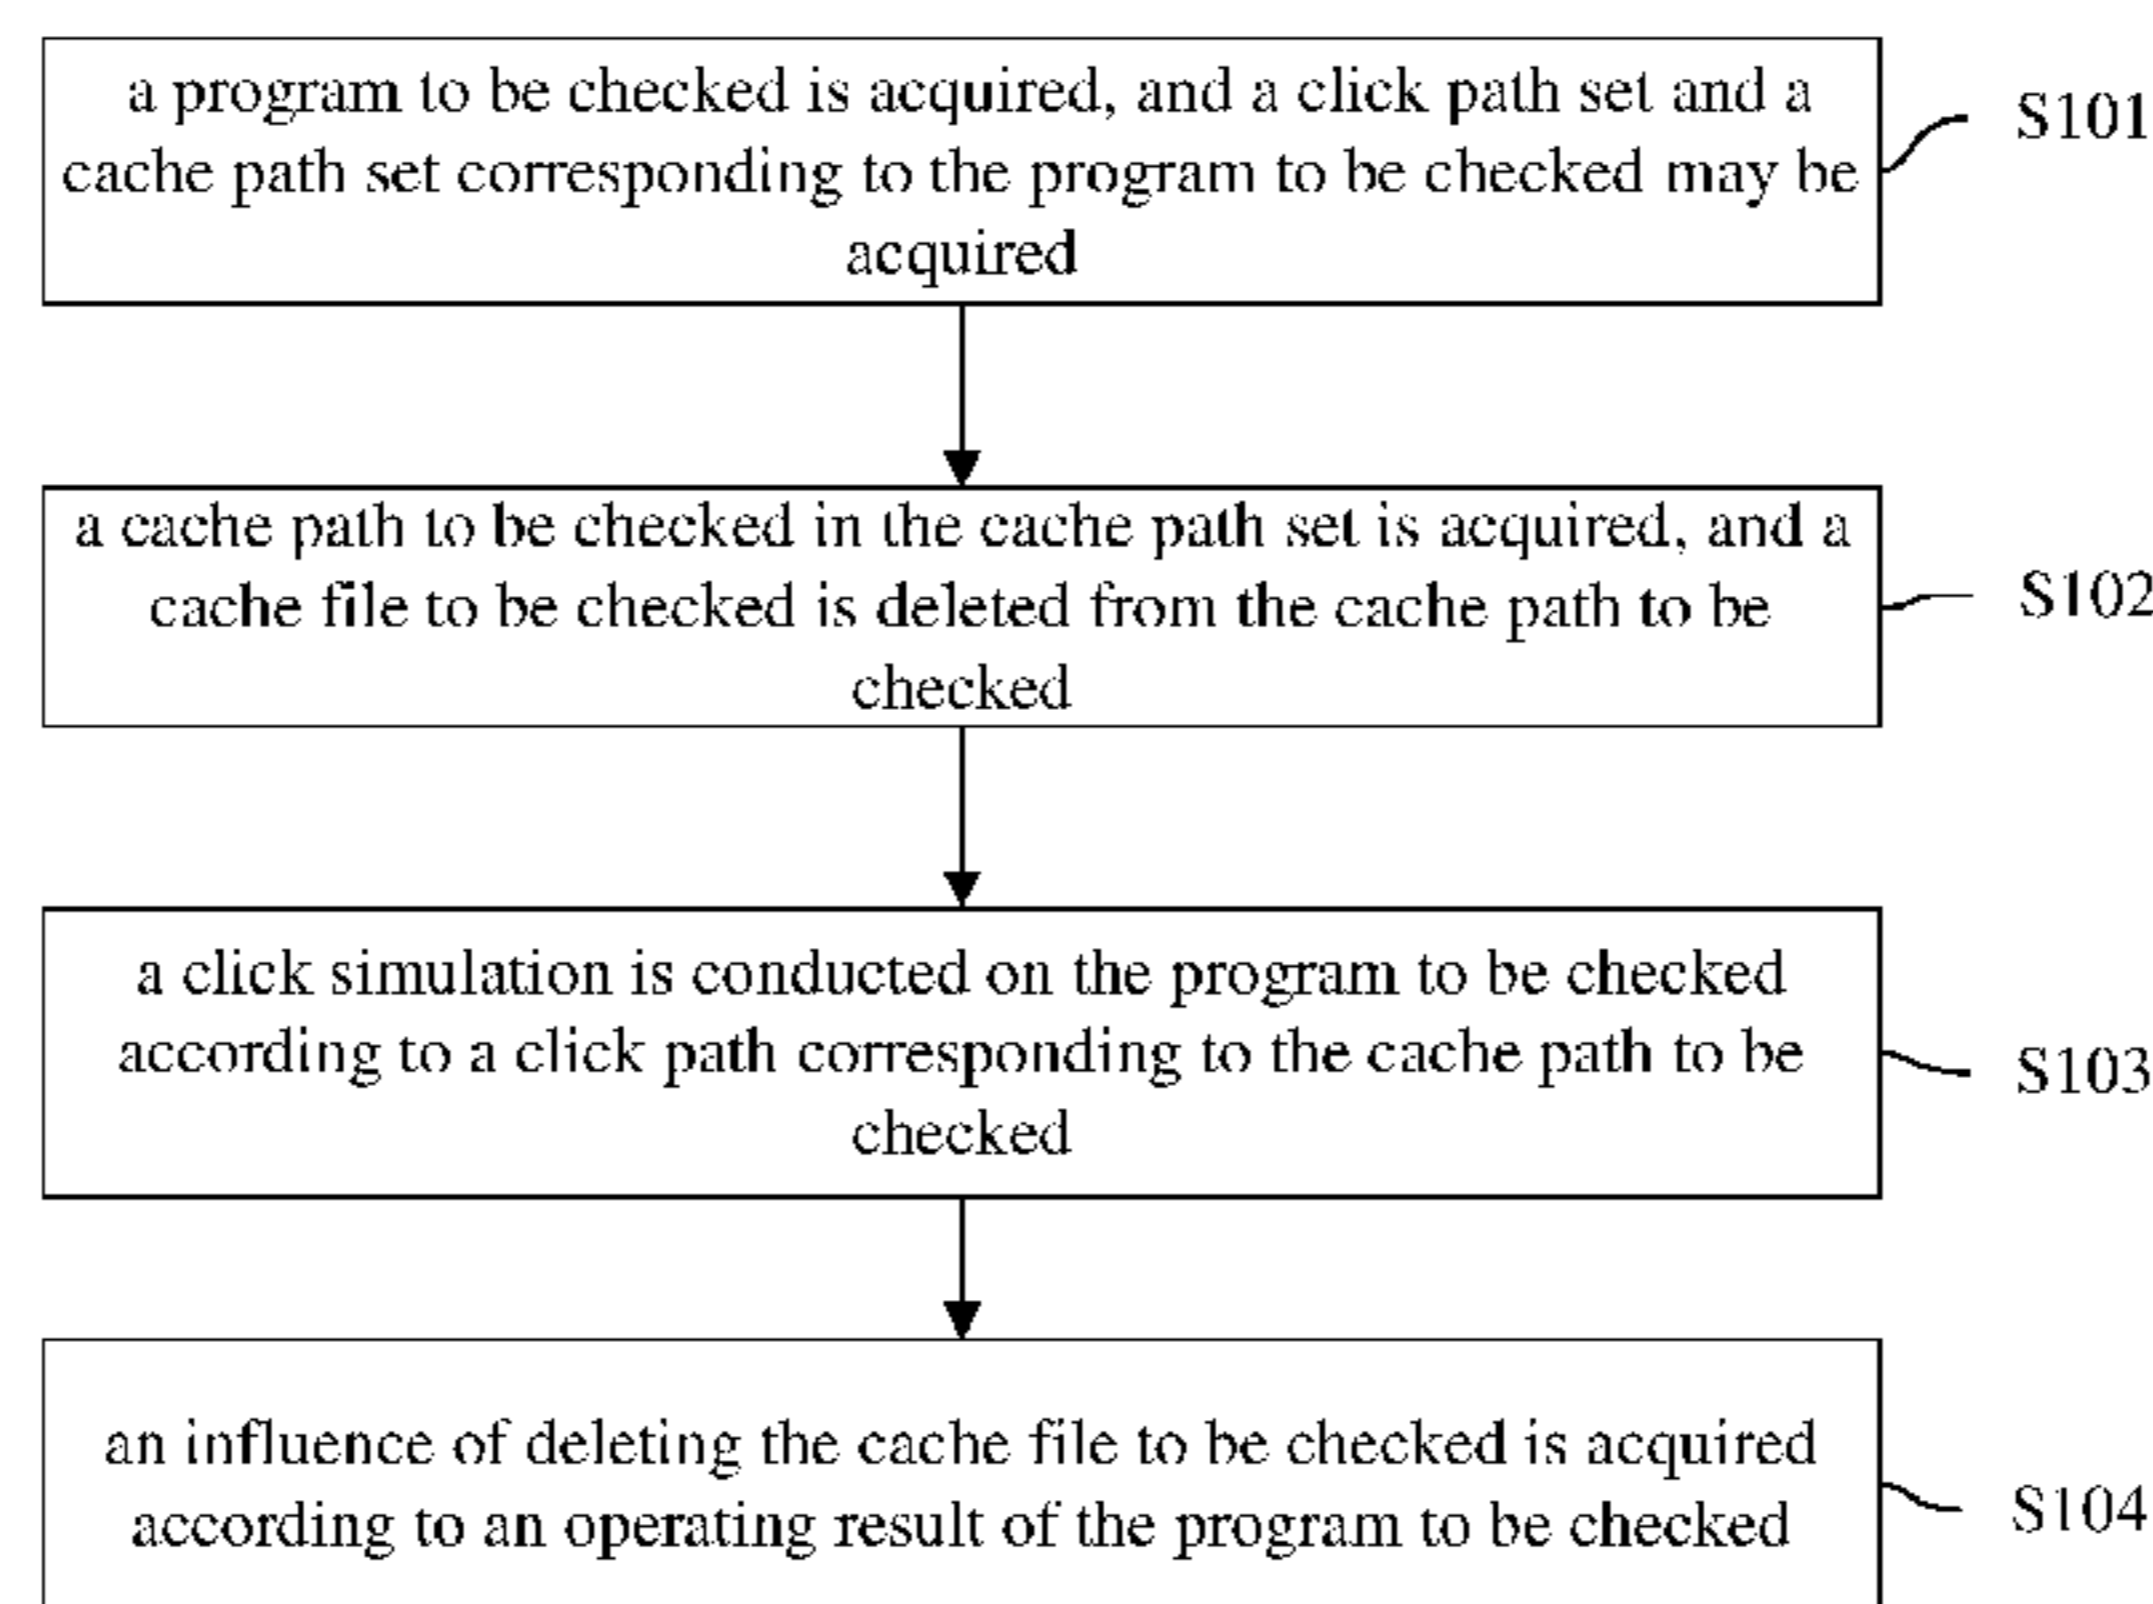 a program to be checked is acquired, and a click path set and a
cache path set corresponding to the program to be checked may be
acquired
S101
a cache path to be checked in the cache path set is acquired, and a
cache file to be checked is deleted from the cache path to be
checked
S102
a click simulation is conducted on the program to be checked
according to a click path corresponding to the cache path to be
checked
S103
an influence of deleting the cache file to be checked is acquired
according to an operating result of the program to be checked
S104